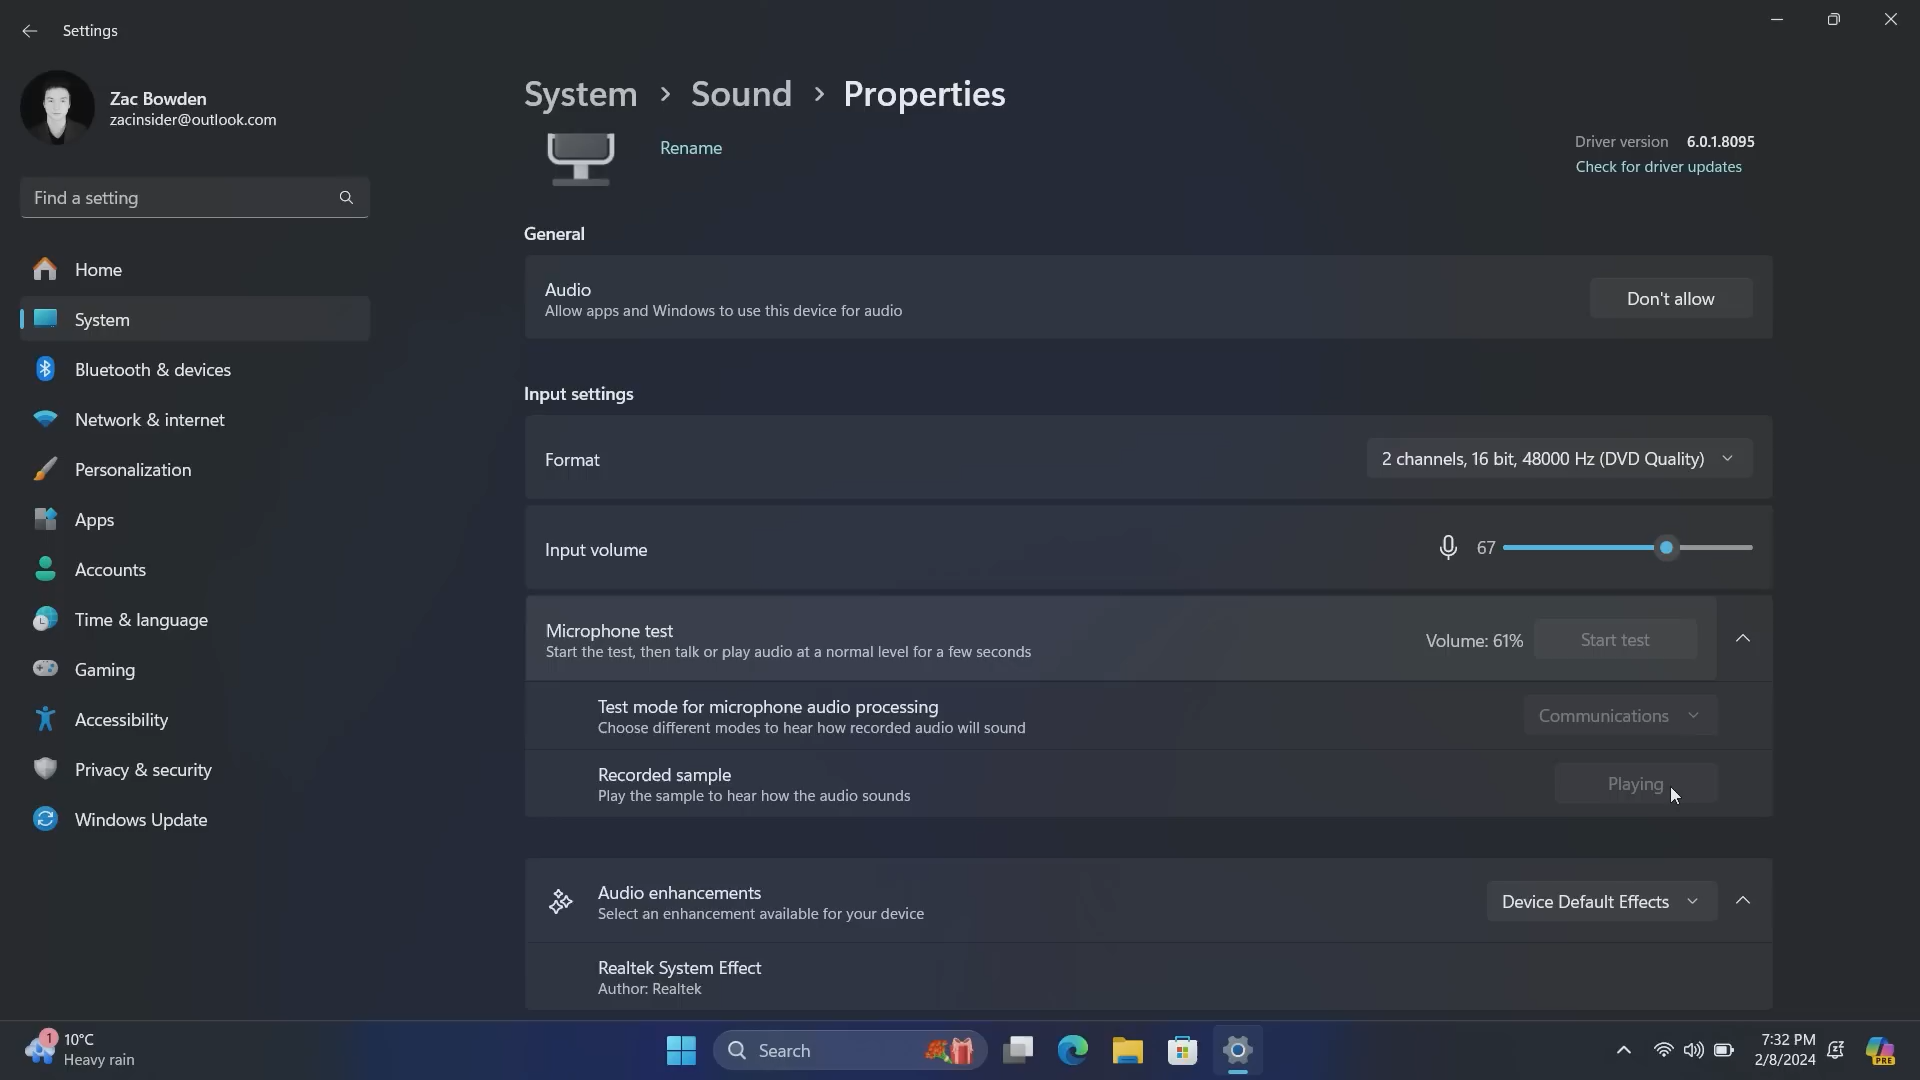 Settings
Zac Bowden
zacinsider@outlook.com
Find a setting
Home
System
Bluetooth & devices
Network & internet
Personalization
Apps
Accounts
Time & language
Gaming
Accessibility
Privacy & security
Windows Update
System > Sound > Properties
Rename
Driver version 6.0.1.8095
Check for driver updates
General
Audio
Allow apps and Windows to use this device for audio
Don't allow
Input settings
Format
2 channels, 16 bit, 48000 Hz (DVD Quality)
Input volume
67
Microphone test
Start the test, then talk or play audio at a normal level for a few seconds
Volume: 61%
Start test
Test mode for microphone audio processing
Choose different modes to hear how recorded audio will sound
Communications
Recorded sample
Play the sample to hear how the audio sounds
Playing
Audio enhancements
Select an enhancement available for your device
Device Default Effects
Realtek System Effect
Author: Realtek
1
10°C
Heavy rain
Search
7:32 PM
2/8/2024
PRE